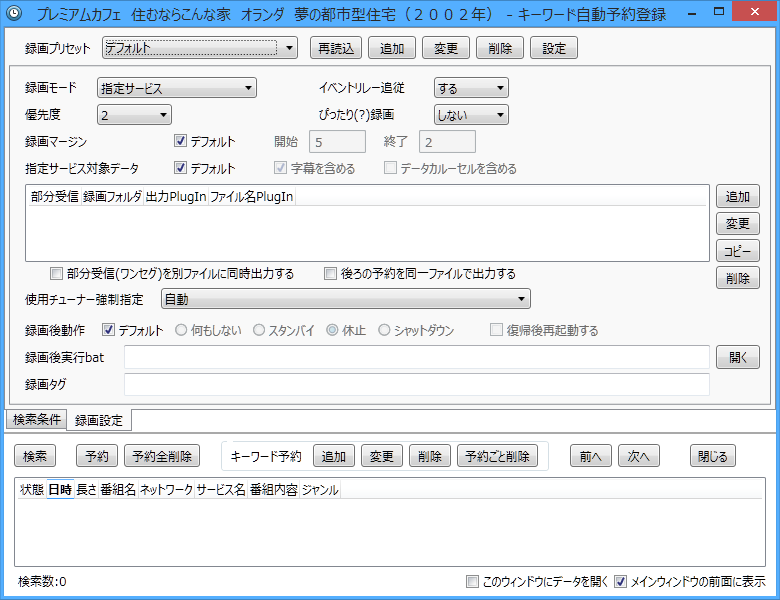 プレミアムカフェ　住むならこんな家　オランダ　夢の都市型住宅（２００２年） - キーワード自動予約登録
録画プリセット デフォルト 再読込 追加 変更 削除 設定
録画モード 指定サービス イベントリレー追従 する
優先度 2 ぴったり(?)録画 しない
録画マージン デフォルト 開始 5 終了 2
指定サービス対象データ デフォルト 字幕を含める データカルーセルを含める
部分受信 録画フォルダ 出力PlugIn ファイル名PlugIn
追加
変更
コピー
削除
部分受信(ワンセグ)を別ファイルに同時出力する 後ろの予約を同一ファイルで出力する
使用チューナー強制指定 自動
録画後動作 デフォルト 何もしない スタンバイ 休止 シャットダウン 復帰後再起動する
録画後実行bat 開く
録画タグ
検索条件 録画設定
検索 予約 予約全削除 キーワード予約 追加 変更 削除 予約ごと削除 前へ 次へ 閉じる
状態 日時 長さ 番組名 ネットワーク サービス名 番組内容 ジャンル
検索数:0 このウィンドウにデータを開く メインウィンドウの前面に表示